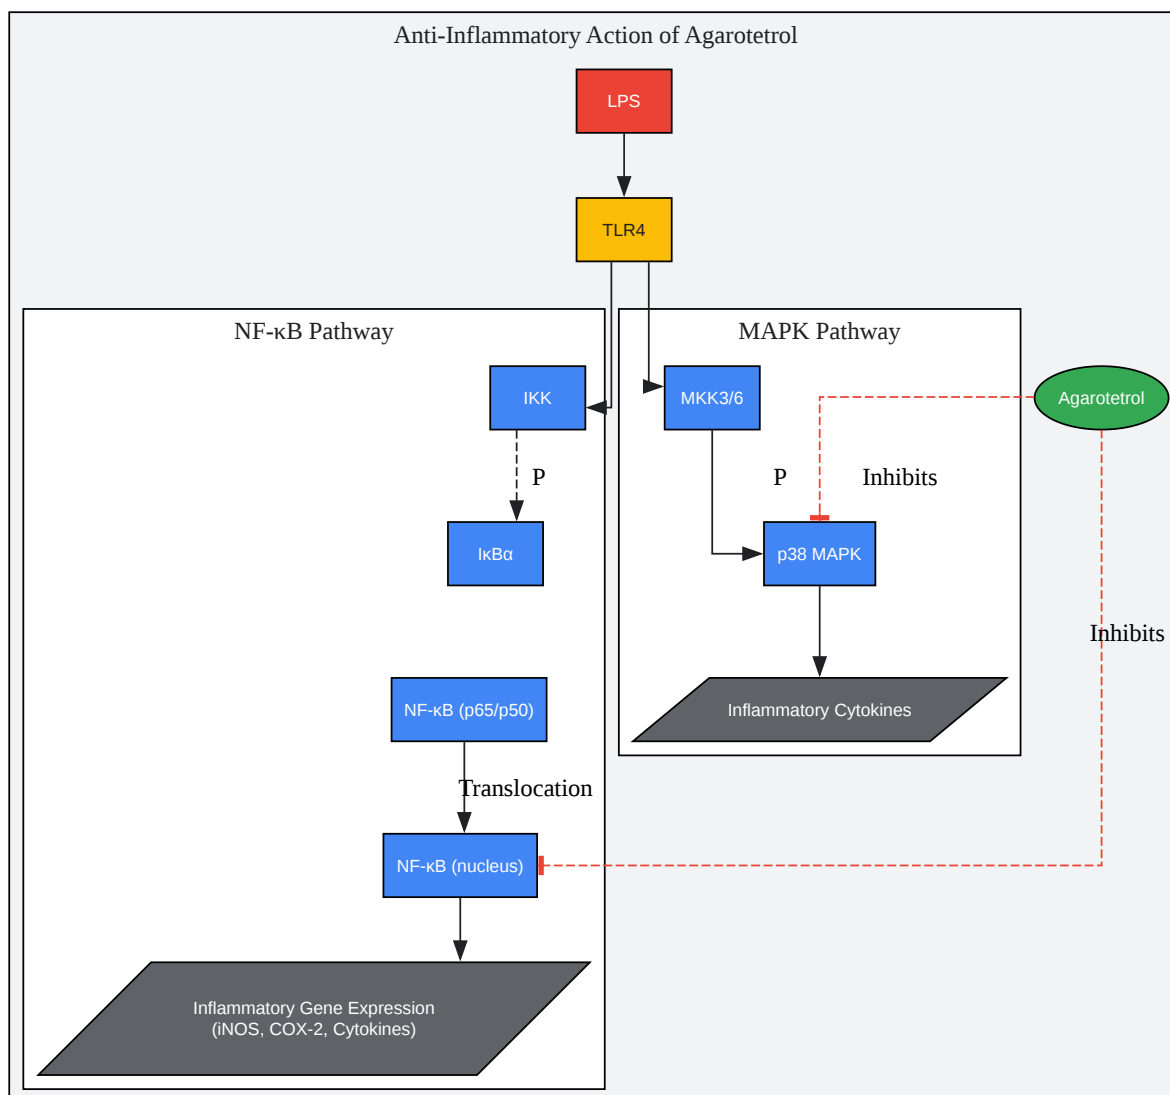 Anti-Inflammatory Action of Agarotetrol
LPS
TLR4
NF-κB Pathway
MAPK Pathway
IKK
MKK3/6
Agarotetrol
P
P
Inhibits
IκBα
p38 MAPK
Inhibits
NF-κB (p65/p50)
Inflammatory Cytokines
Translocation
NF-κB (nucleus)
Inflammatory Gene Expression
(iNOS, COX-2, Cytokines)